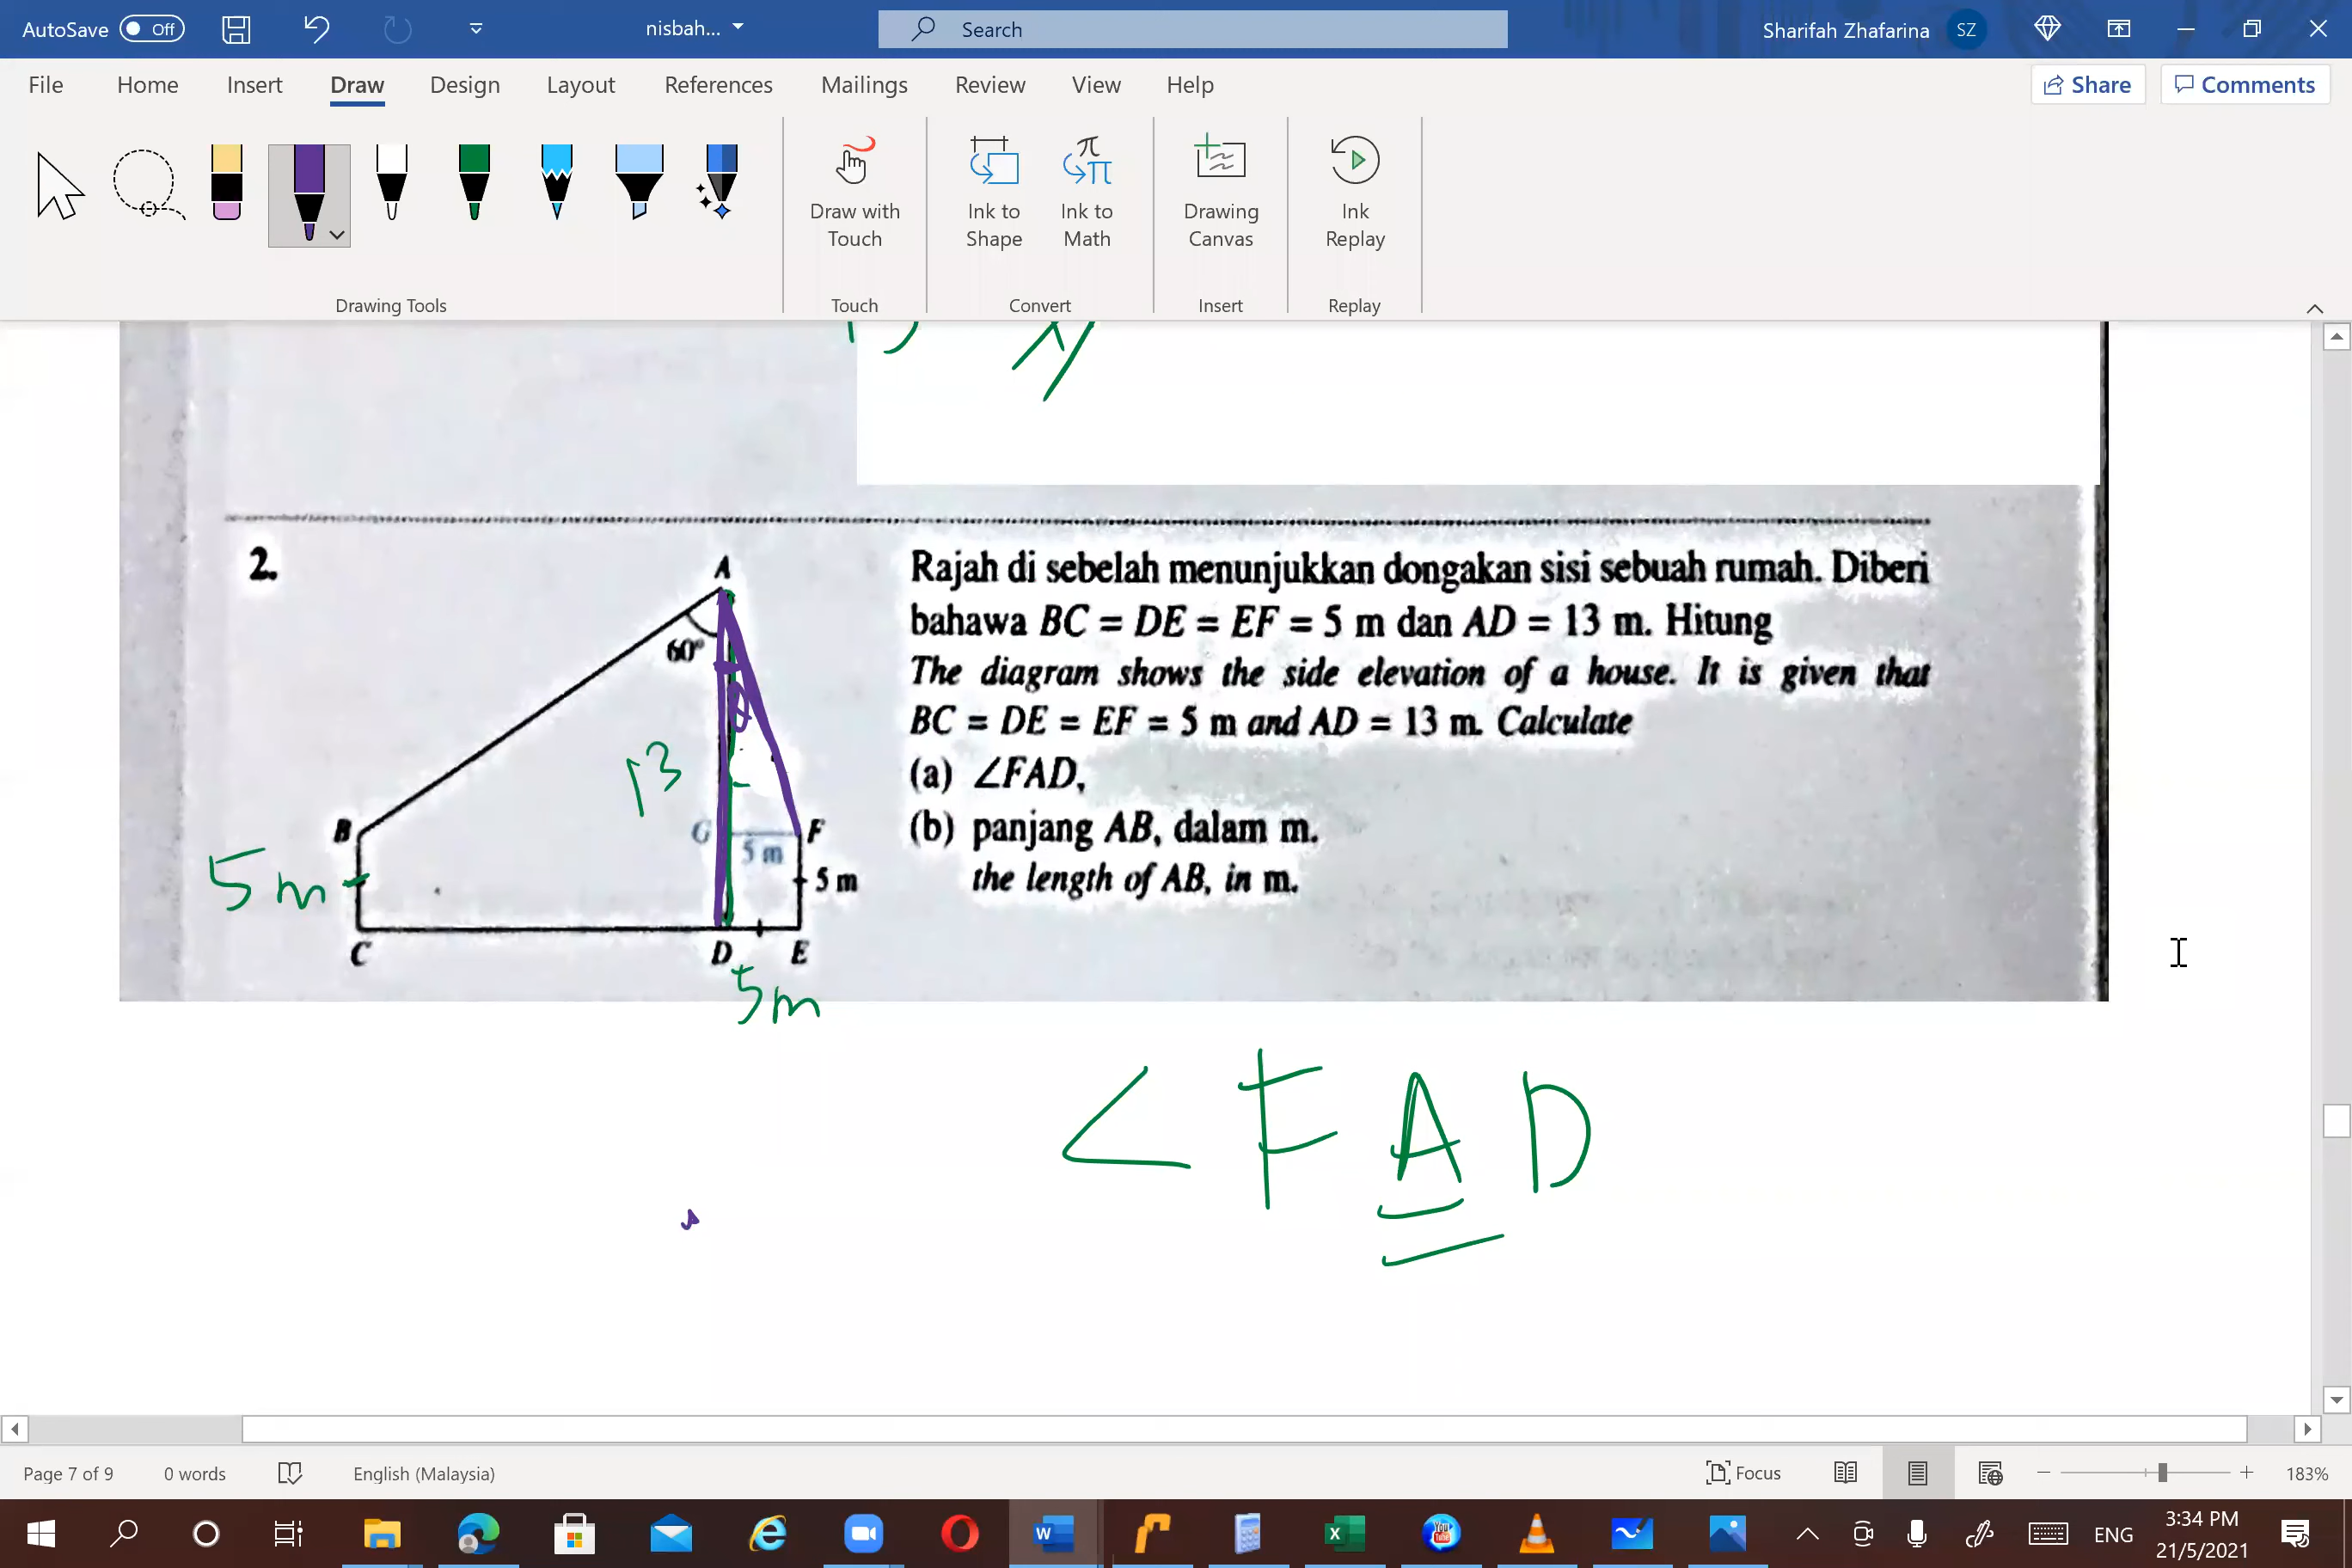 AutoSave Off nisbah... Search Sharifah Zhafarina SZ
File Home Insert Draw Design Layout References Mailings Review View Help Share Comments
Draw with Touch
Ink to Shape
Ink to Math
Drawing Canvas
Ink Replay
Drawing Tools Touch Convert Insert Replay
2.
A
60°
13
B
G
F
5 m
5 m
5 m
C
D
E
5 m
Rajah di sebelah menunjukkan dongakan sisi sebuah rumah. Diberi
bahawa BC = DE = EF = 5 m dan AD = 13 m. Hitung
The diagram shows the side elevation of a house. It is given that
BC = DE = EF = 5 m and AD = 13 m. Calculate
(a) ∠FAD,
(b) panjang AB, dalam m.
the length of AB, in m.
∠FAD
Page 7 of 9 0 words English (Malaysia) Focus 183%
ENG 3:34 PM
21/5/2021